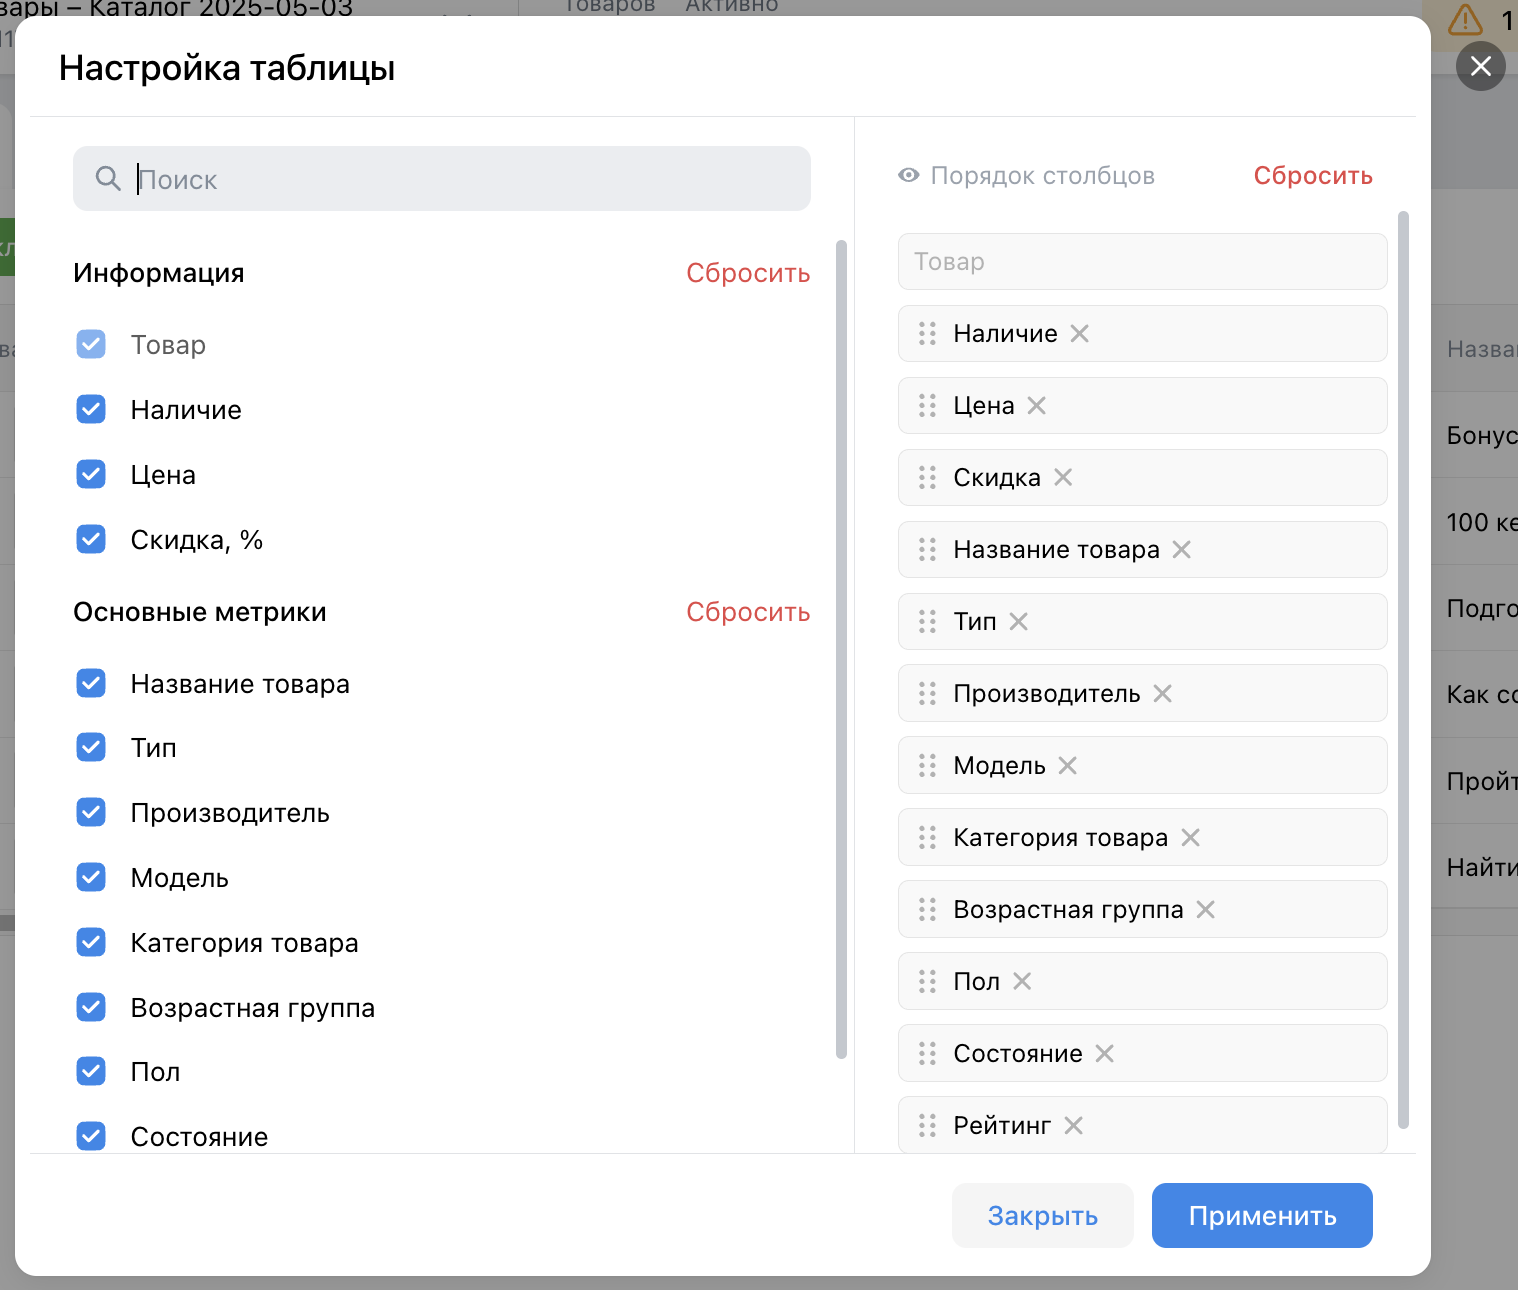 вары – Каталог 2025-05-03
Товаров
Активно
Настройка таблицы
Поиск
Информация
Сбросить
Товар
Наличие
Цена
Скидка, %
Основные метрики
Сбросить
Название товара
Тип
Производитель
Модель
Категория товара
Возрастная группа
Пол
Состояние
Порядок столбцов
Сбросить
Товар
Наличие
Цена
Скидка
Название товара
Тип
Производитель
Модель
Категория товара
Возрастная группа
Пол
Состояние
Рейтинг
Закрыть
Применить
1
Назва
Бонус
100 ке
Подго
Как со
Пройт
Найти